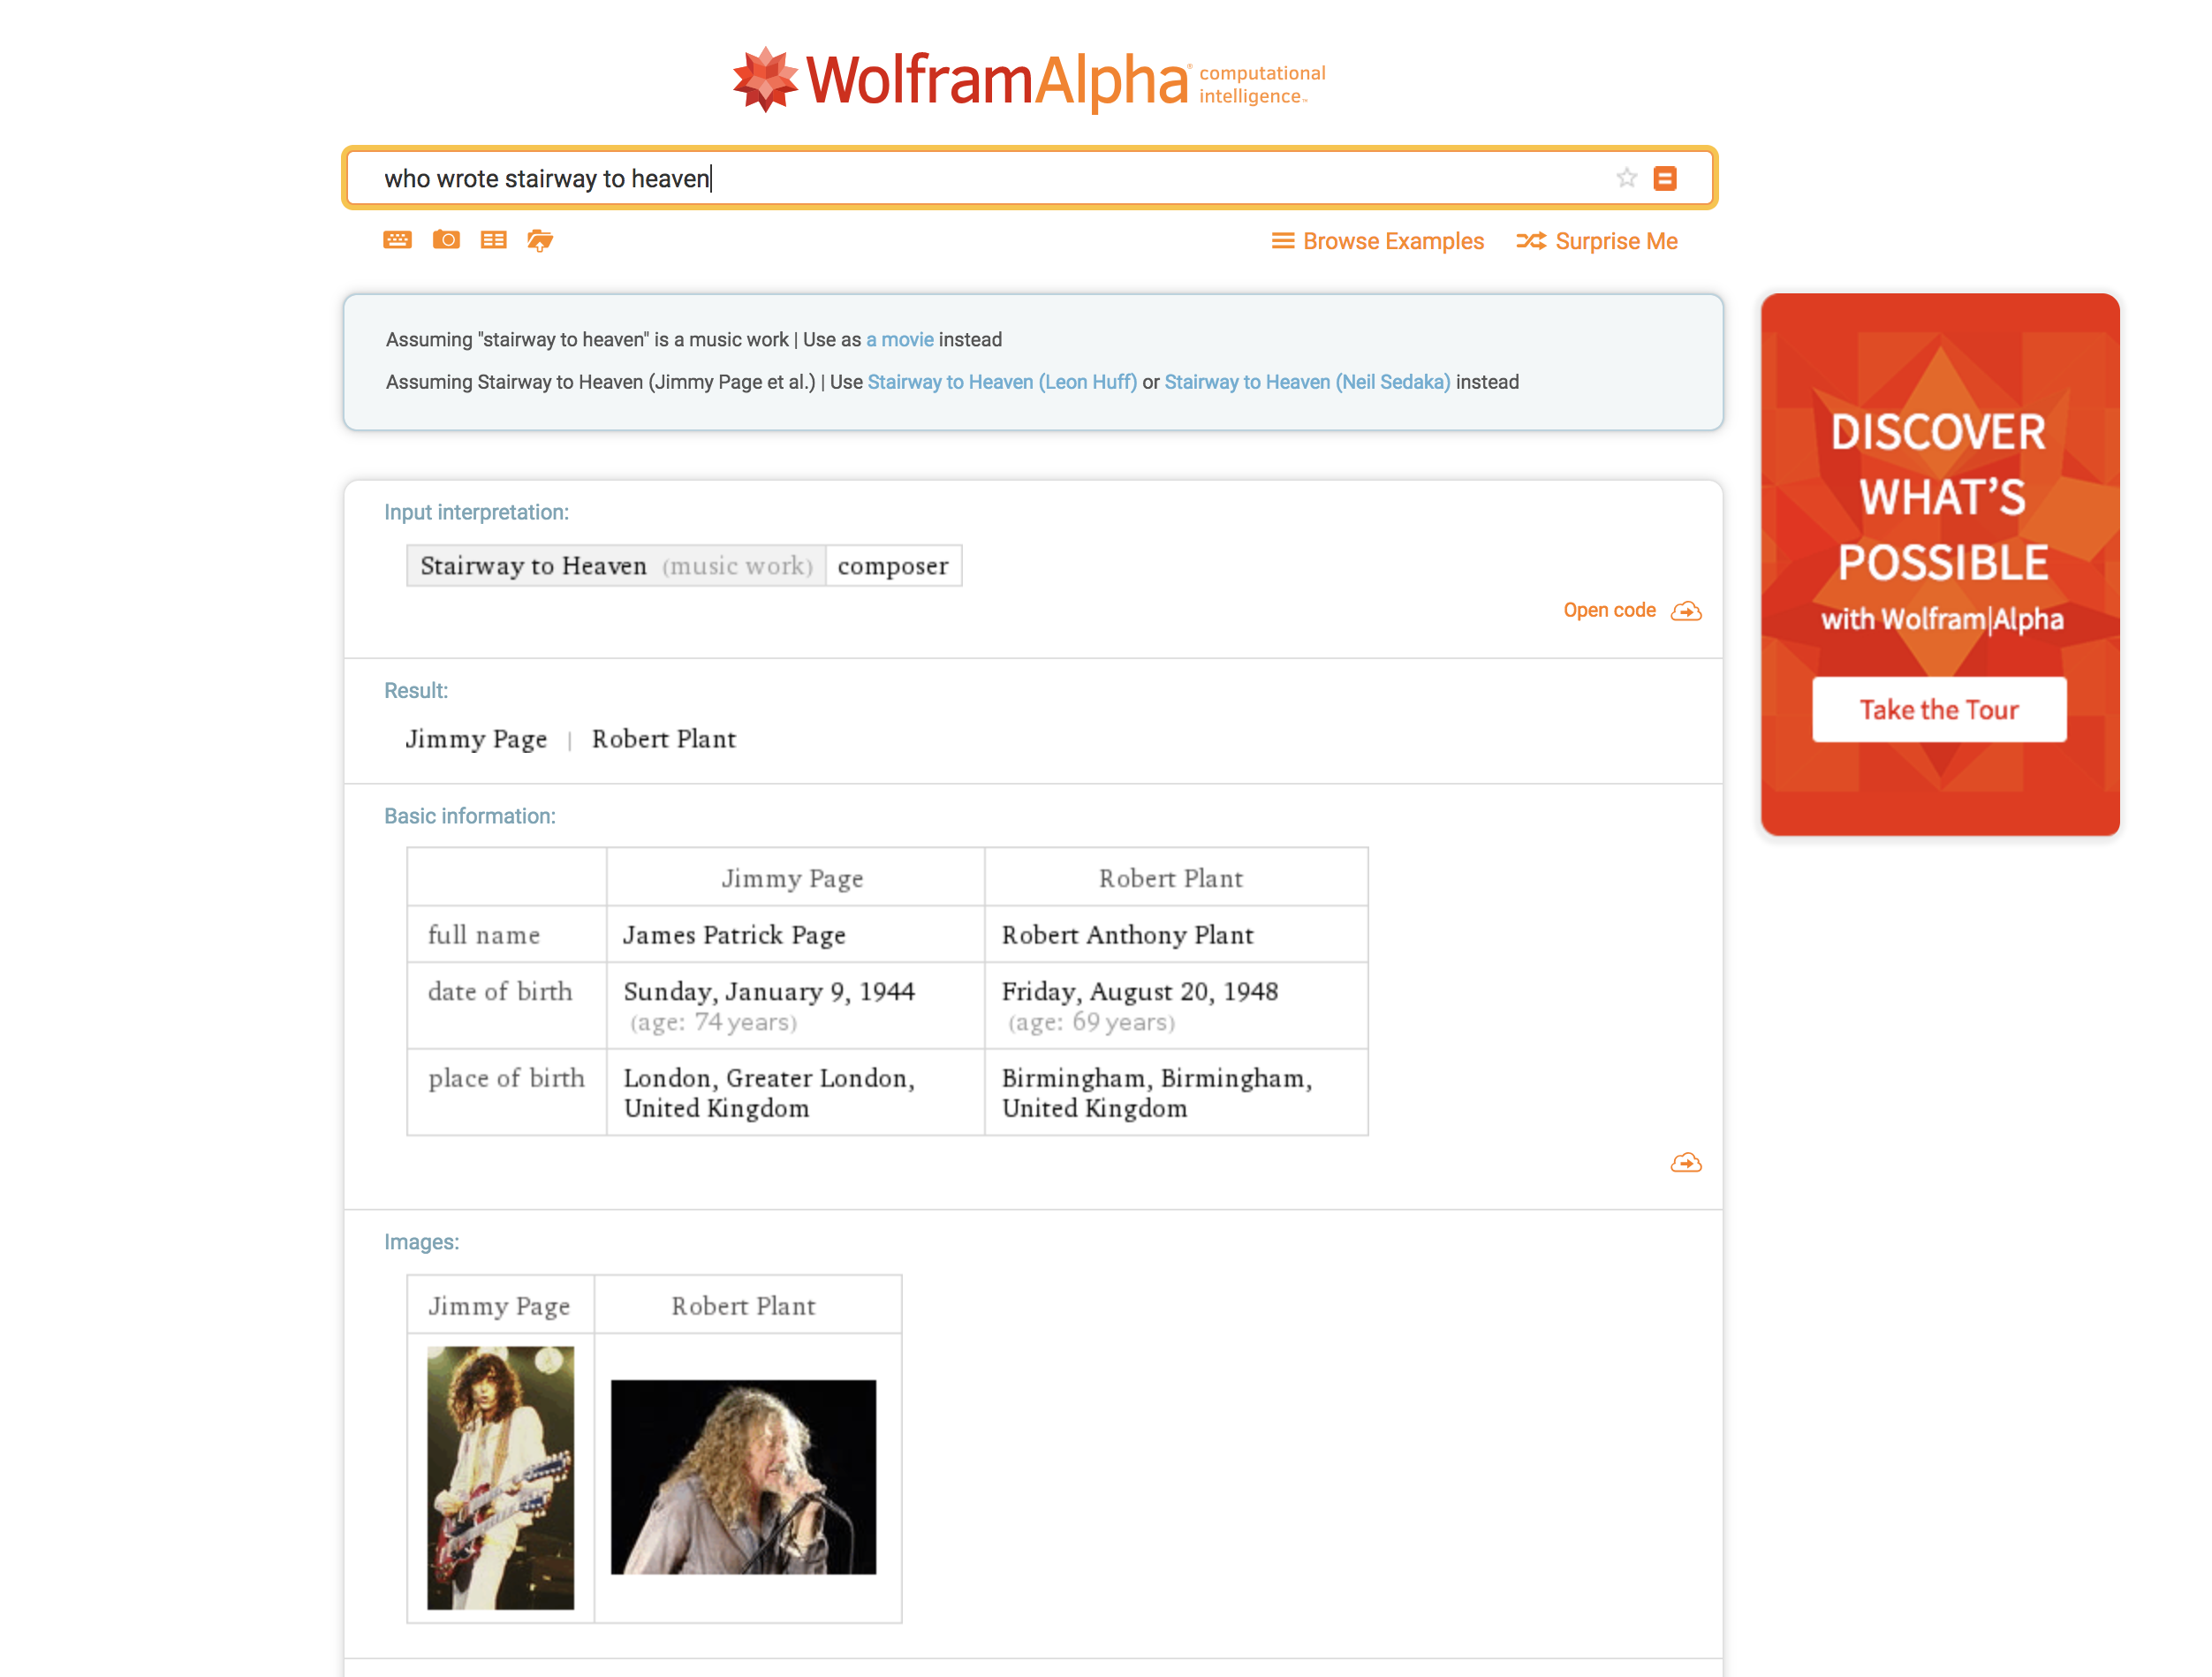 WolframAlpha computational intelligence™
who wrote stairway to heaven
Browse Examples Surprise Me
Assuming "stairway to heaven" is a music work | Use as a movie instead
Assuming Stairway to Heaven (Jimmy Page et al.) | Use Stairway to Heaven (Leon Huff) or Stairway to Heaven (Neil Sedaka) instead
DISCOVER
WHAT'S
POSSIBLE
with Wolfram|Alpha
Take the Tour
Input interpretation:
Stairway to Heaven (music work) composer
Open code
Result:
Jimmy Page | Robert Plant
Basic information:
Jimmy Page Robert Plant
full name James Patrick Page Robert Anthony Plant
date of birth Sunday, January 9, 1944 Friday, August 20, 1948
(age: 74 years) (age: 69 years)
place of birth London, Greater London, Birmingham, Birmingham,
United Kingdom United Kingdom
Images:
Jimmy Page Robert Plant